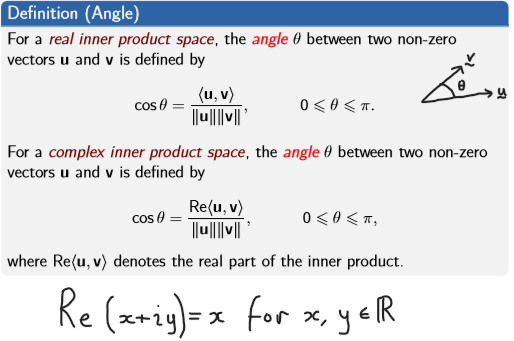 Definition (Angle)
For a real inner product space, the angle θ between two non-zero
vectors u and v is defined by
cos θ = ⟨u, v⟩ / ‖u‖‖v‖, 0 ⩽ θ ⩽ π.
v
θ
u
For a complex inner product space, the angle θ between two non-zero
vectors u and v is defined by
cos θ = Re⟨u, v⟩ / ‖u‖‖v‖, 0 ⩽ θ ⩽ π,
where Re⟨u, v⟩ denotes the real part of the inner product.
Re (x+iy) = x for x, y ∈ ℝ